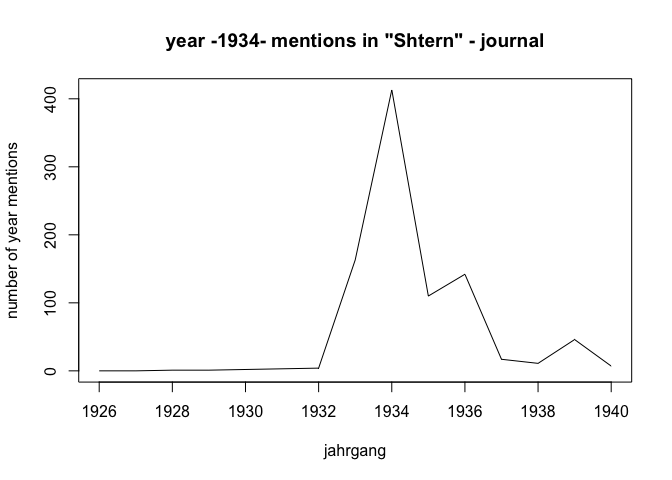 year -1934- mentions in "Shtern" - journal
number of year mentions
400
300
200
100
0
1926 1928 1930 1932 1934 1936 1938 1940
jahrgang